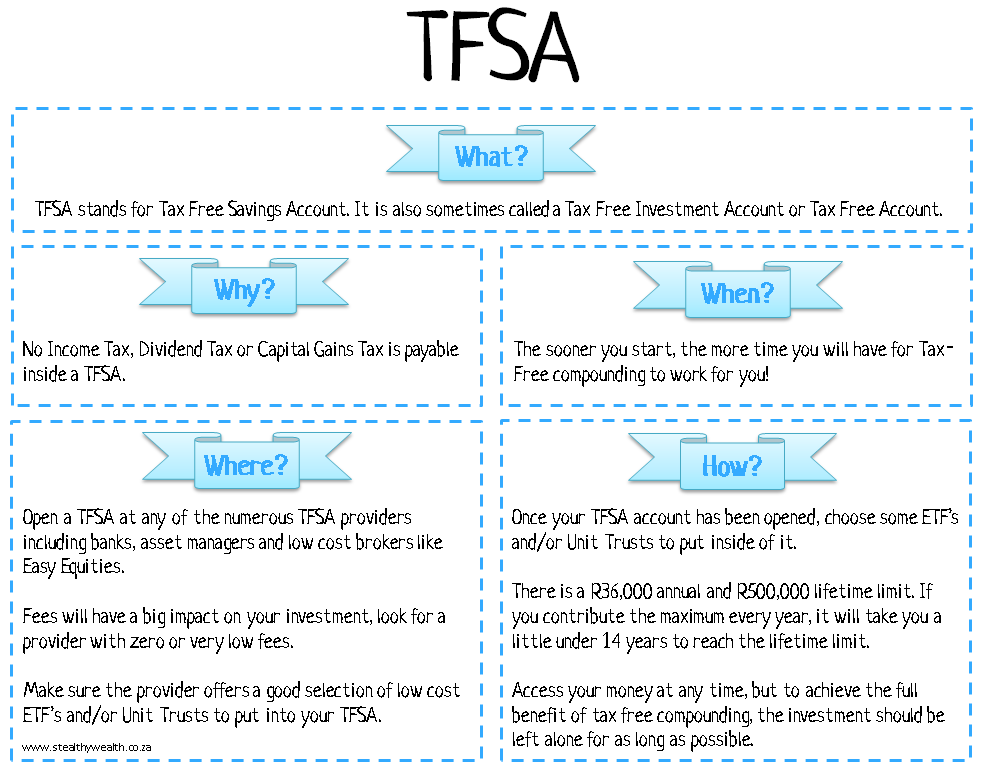 TFSA
What?
TFSA stands for Tax Free Savings Account. It is also sometimes called a Tax Free Investment Account or Tax Free Account.
Why?
No Income Tax, Dividend Tax or Capital Gains Tax is payable
inside a TFSA.
When?
The sooner you start, the more time you will have for Tax-
Free compounding to work for you!
Where?
Open a TFSA at any of the numerous TFSA providers
including banks, asset managers and low cost brokers like
Easy Equities.
Fees will have a big impact on your investment, look for a
provider with zero or very low fees.
Make sure the provider offers a good selection of low cost
ETF's and/or Unit Trusts to put into your TFSA.
www.stealthywealth.co.za
How?
Once your TFSA account has been opened, choose some ETF's
and/or Unit Trusts to put inside of it.
There is a R36,000 annual and R500,000 lifetime limit. If
you contribute the maximum every year, it will take you a
little under 14 years to reach the lifetime limit.
Access your money at any time, but to achieve the full
benefit of tax free compounding, the investment should be
left alone for as long as possible.